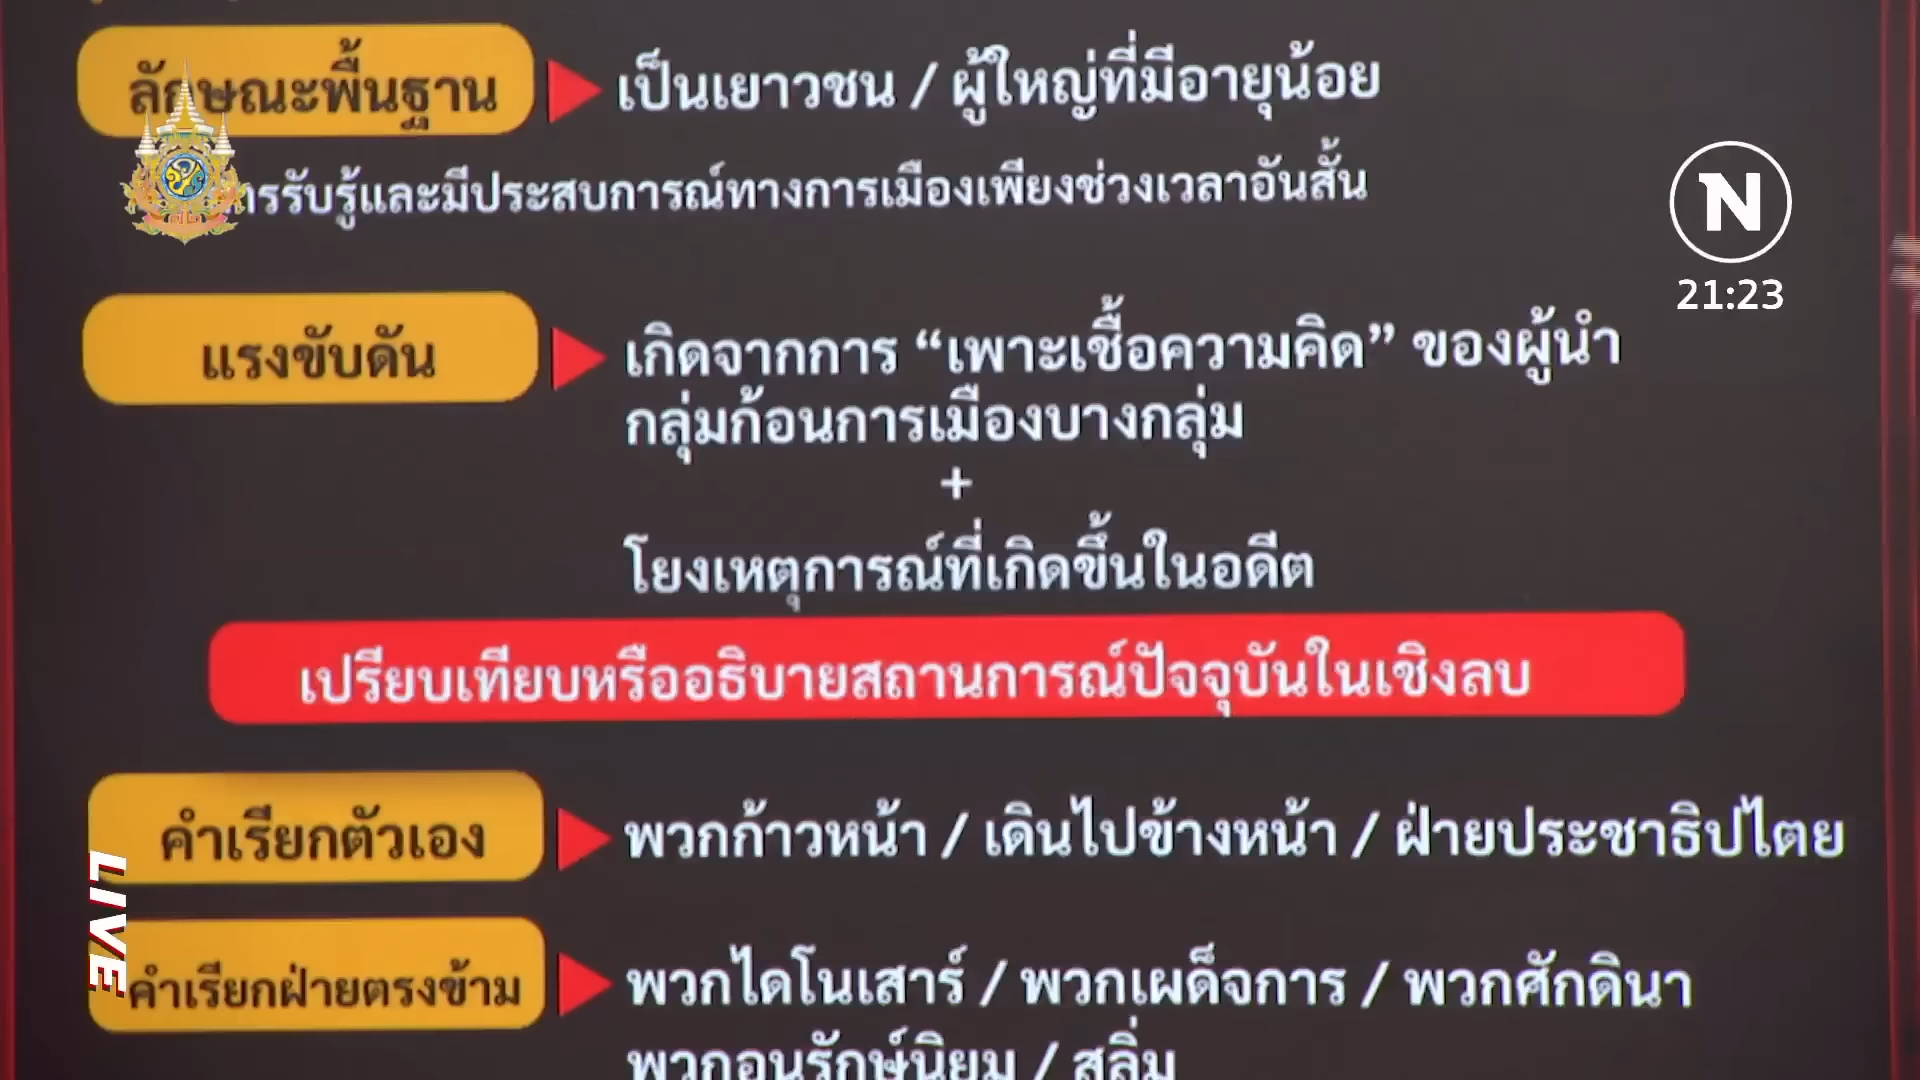 ลักษณะพื้นฐาน
เป็นเยาวชน / ผู้ใหญ่ที่มีอายุน้อย
การรับรู้และมีประสบการณ์ทางการเมืองเพียงช่วงเวลาอันสั้น
N
21:23
แรงขับดัน
เกิดจากการ “เพาะเชื้อความคิด” ของผู้นำ
กลุ่มก้อนการเมืองบางกลุ่ม
+
โยงเหตุการณ์ที่เกิดขึ้นในอดีต
เปรียบเทียบหรืออธิบายสถานการณ์ปัจจุบันในเชิงลบ
คำเรียกตัวเอง
พวกก้าวหน้า / เดินไปข้างหน้า / ฝ่ายประชาธิปไตย
LIVE
คำเรียกฝ่ายตรงข้าม
พวกไดโนเสาร์ / พวกเผด็จการ / พวกศักดินา
พวกอนุรักษ์นิยม / สลิ่ม